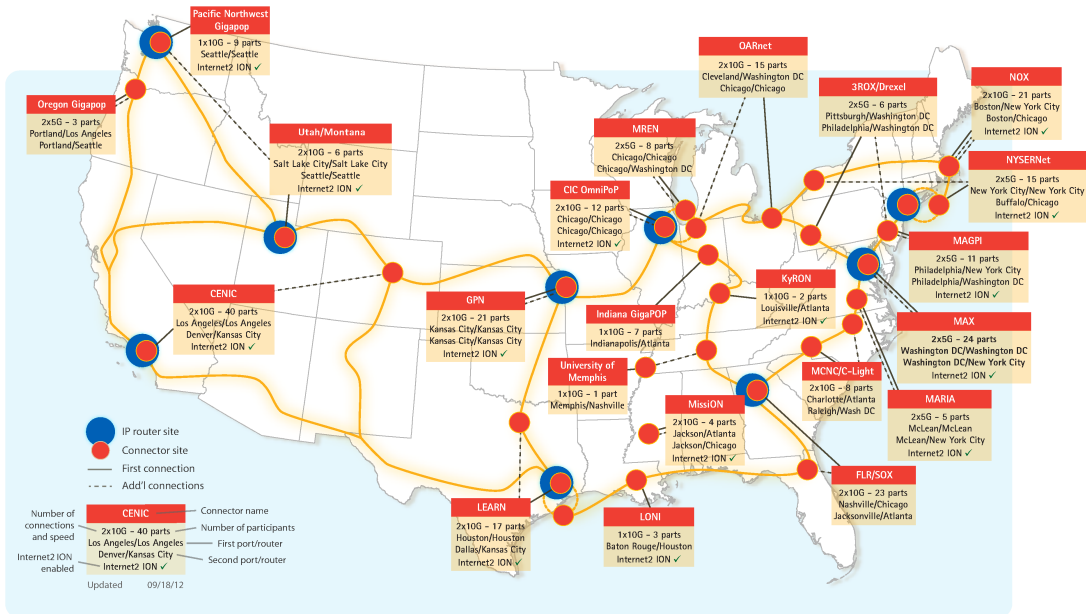 Pacific Northwest
Gigapop
1x10G – 9 parts
Seattle/Seattle
Internet2 ION ✓
Oregon Gigapop
2x5G – 3 parts
Portland/Los Angeles
Portland/Seattle
Utah/Montana
2x10G – 6 parts
Salt Lake City/Salt Lake City
Seattle/Seattle
Internet2 ION ✓
OARnet
2x10G – 15 parts
Cleveland/Washington DC
Chicago/Chicago
3ROX/Drexel
2x5G – 6 parts
Pittsburgh/Washington DC
Philadelphia/Washington DC
NOX
2x10G – 21 parts
Boston/New York City
Boston/Chicago
Internet2 ION ✓
MREN
2x5G – 8 parts
Chicago/Chicago
Chicago/Washington DC
NYSERNet
2x5G – 15 parts
New York City/New York City
Buffalo/Chicago
Internet2 ION ✓
CIC OmniPoP
2x10G – 12 parts
Chicago/Chicago
Chicago/Chicago
Internet2 ION ✓
MAGPI
2x5G – 11 parts
Philadelphia/New York City
Philadelphia/Washington DC
Internet2 ION ✓
CENIC
2x10G – 40 parts
Los Angeles/Los Angeles
Denver/Kansas City
Internet2 ION ✓
GPN
2x10G – 21 parts
Kansas City/Kansas City
Kansas City/Kansas City
Internet2 ION ✓
KyRON
1x10G – 2 parts
Louisville/Atlanta
Internet2 ION ✓
Indiana GigaPOP
1x10G – 7 parts
Indianapolis/Atlanta
MAX
2x5G – 24 parts
Washington DC/Washington DC
Washington DC/New York City
Internet2 ION ✓
University of
Memphis
1x10G – 1 part
Memphis/Nashville
MCNC/C-Light
2x10G – 8 parts
Charlotte/Atlanta
Raleigh/Wash DC
MARIA
2x5G – 5 parts
McLean/McLean
McLean/New York City
Internet2 ION ✓
MissiON
2x10G – 4 parts
Jackson/Atlanta
Jackson/Chicago
Internet2 ION ✓
FLR/SOX
2x10G – 23 parts
Nashville/Chicago
Jacksonville/Atlanta
LEARN
2x10G – 17 parts
Houston/Houston
Dallas/Kansas City
Internet2 ION ✓
LONI
1x10G – 3 parts
Baton Rouge/Houston
Internet2 ION ✓
IP router site
Connector site
First connection
Add'l connections
CENIC
2x10G – 40 parts
Los Angeles/Los Angeles
Denver/Kansas City
Internet2 ION ✓
Connector name
Number of participants
First port/router
Second port/router
Number of
connections
and speed
Internet2 ION
enabled
Updated 09/18/12